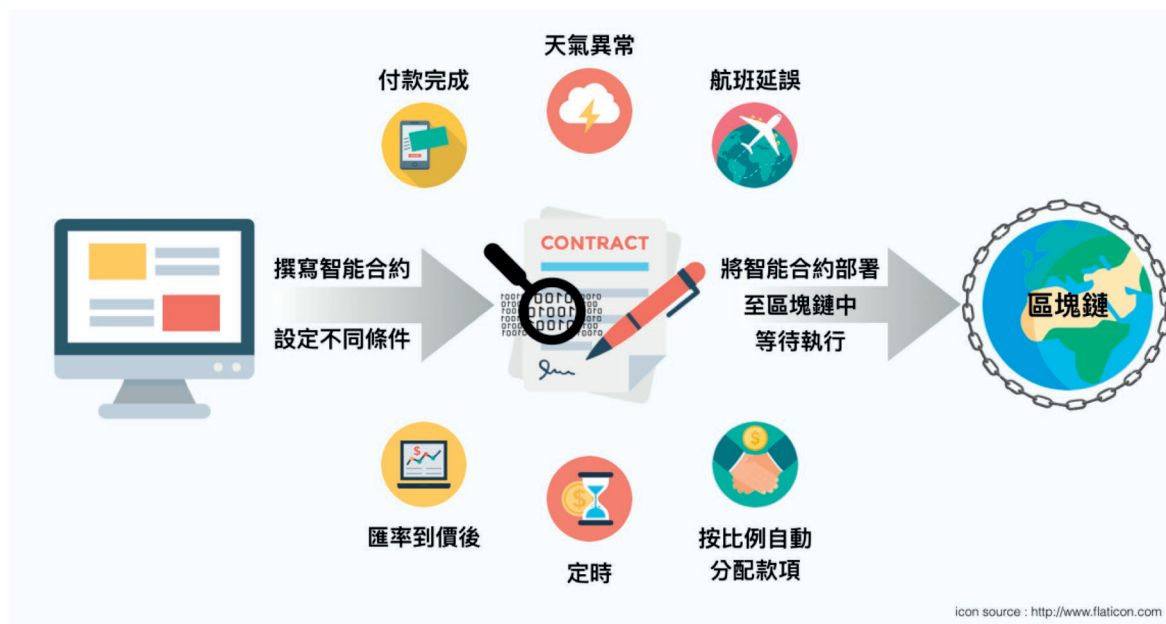 天氣異常
付款完成
航班延誤
撰寫智能合約
設定不同條件
CONTRACT
將智能合約部署
至區塊鏈中
等待執行
區塊鏈
匯率到價後
定時
按比例自動
分配款項
icon source : http://www.flaticon.com